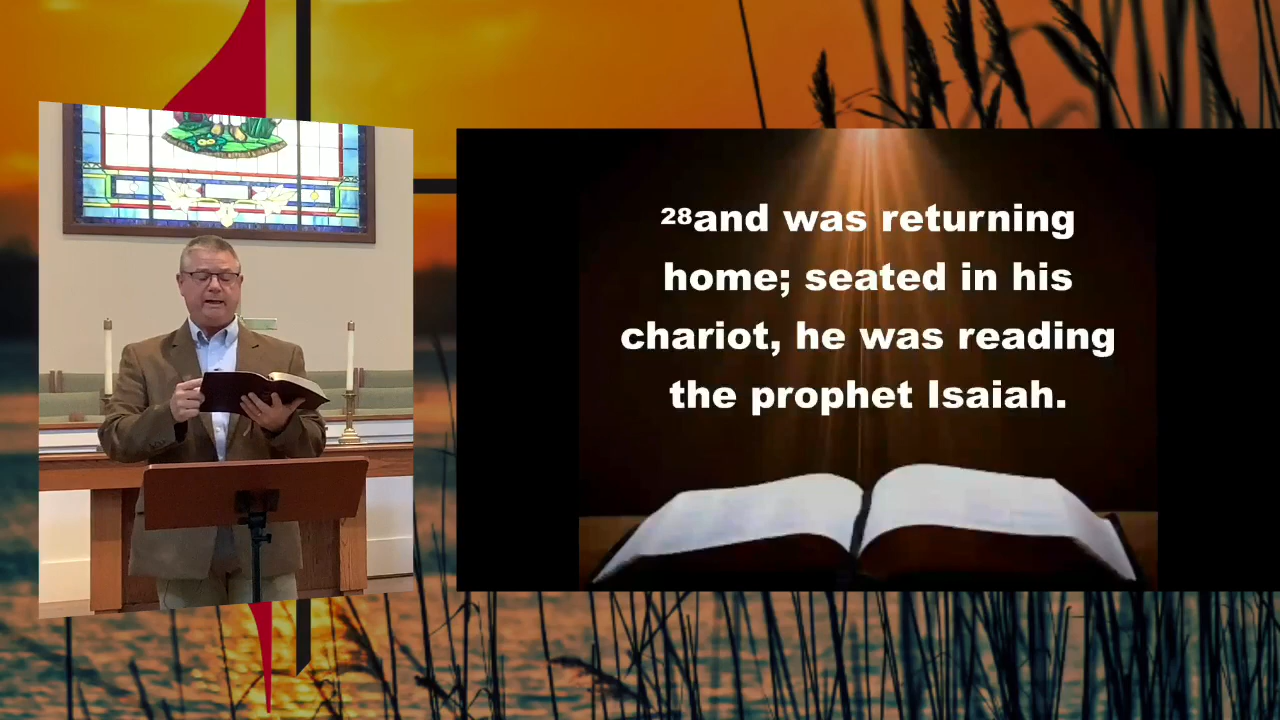 28and was returning
home; seated in his
chariot, he was reading
the prophet Isaiah.